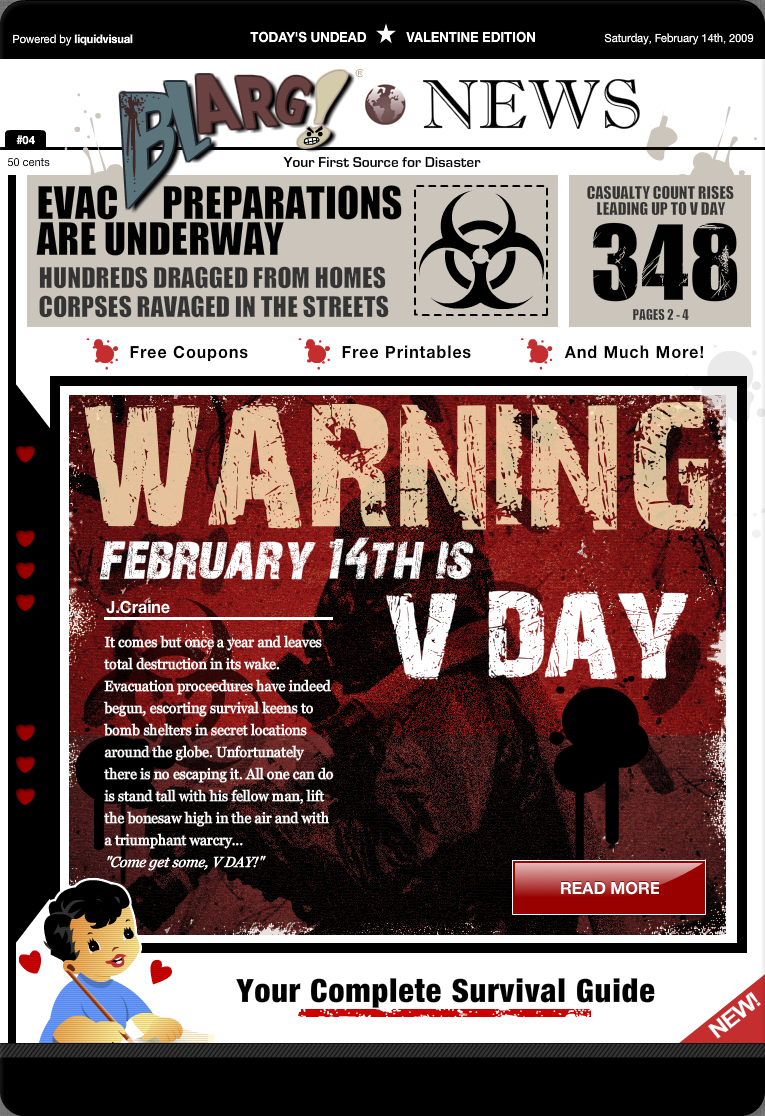 Powered by liquidvisual
TODAY'S UNDEAD ★ VALENTINE EDITION
Saturday, February 14th, 2009
BLARG! ® NEWS
#04
50 cents
Your First Source for Disaster
EVAC PREPARATIONS
ARE UNDERWAY
HUNDREDS DRAGGED FROM HOMES
CORPSES RAVAGED IN THE STREETS
CASUALTY COUNT RISES
LEADING UP TO V DAY
348
PAGES 2 - 4
Free Coupons
Free Printables
And Much More!
WARNING
FEBRUARY 14TH IS
V DAY
J.Craine
It comes but once a year and leaves
total destruction in its wake.
Evacuation proceedures have indeed
begun, escorting survival keens to
bomb shelters in secret locations
around the globe. Unfortunately
there is no escaping it. All one can do
is stand tall with his fellow man, lift
the bonesaw high in the air and with
a triumphant warcry...
"Come get some, V DAY!"
READ MORE
Your Complete Survival Guide
NEW!